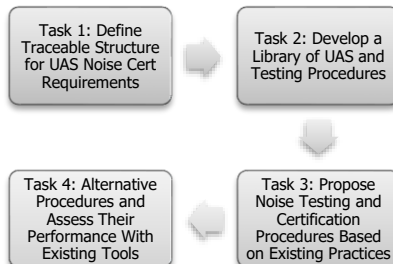 Task 1: Define
Traceable Structure
for UAS Noise Cert
Requirements
Task 2: Develop a
Library of UAS and
Testing Procedures
Task 3: Propose
Noise Testing and
Certification
Procedures Based
on Existing Practices
Task 4: Alternative
Procedures and
Assess Their
Performance With
Existing Tools